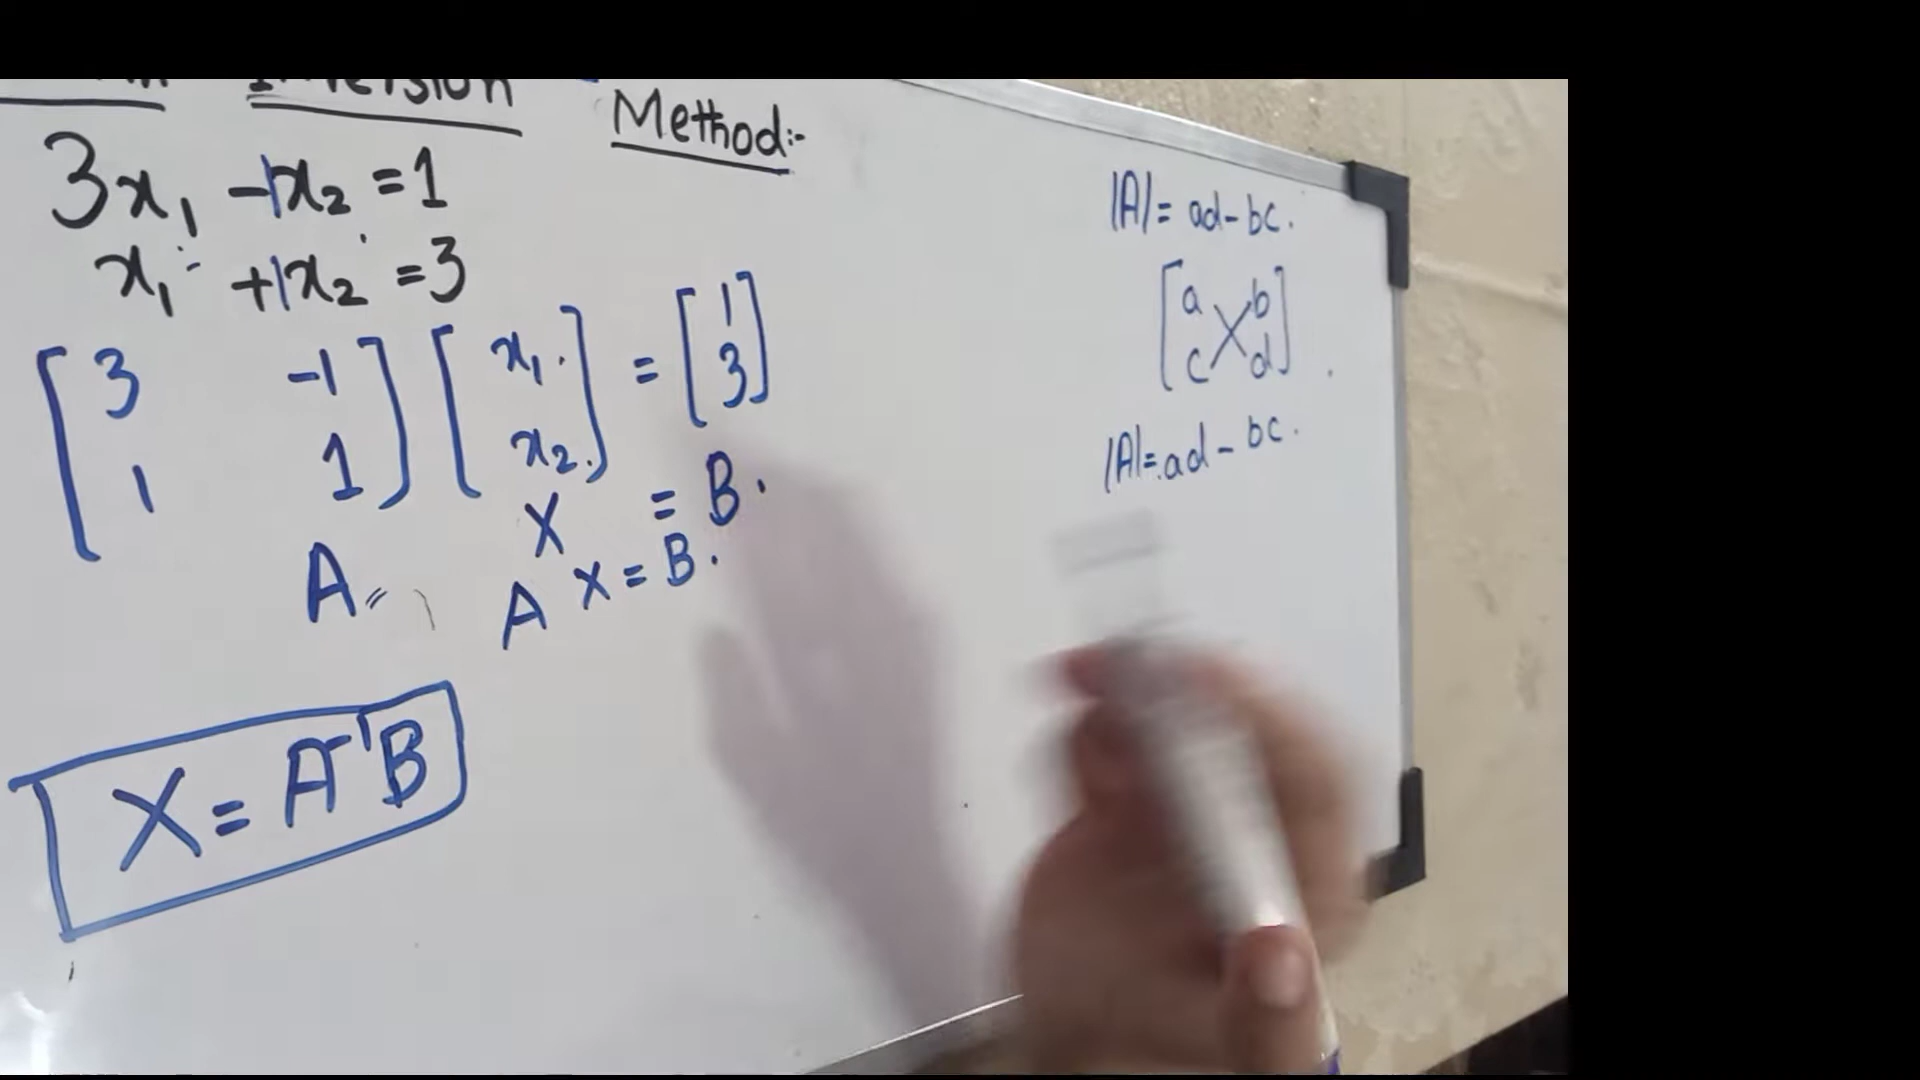 Method:-
3x₁ -1x₂ = 1
x₁ +1x₂ = 3
[3 -1
1 1] [x₁
x₂] = [1
3]
A X = B.
A X = B.
X = A⁻¹B
|A| = ad - bc.
[a b
c d]
|A| = ad - bc.